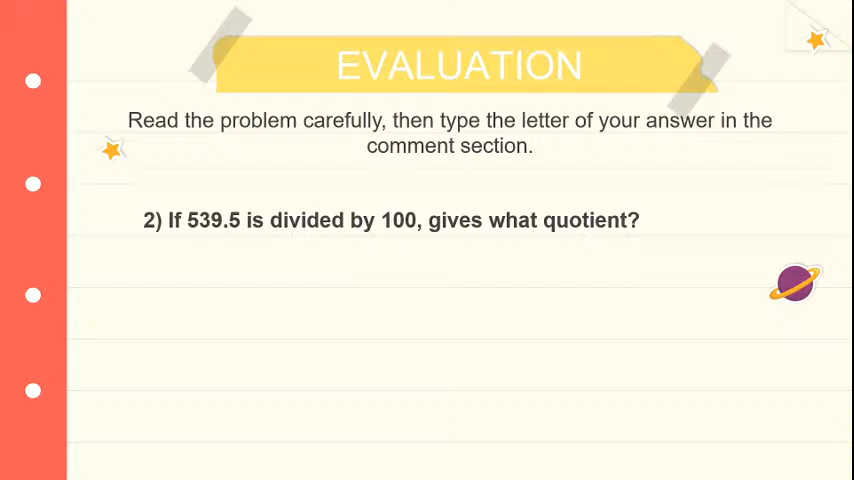 EVALUATION
Read the problem carefully, then type the letter of your answer in the
comment section.
2) If 539.5 is divided by 100, gives what quotient?